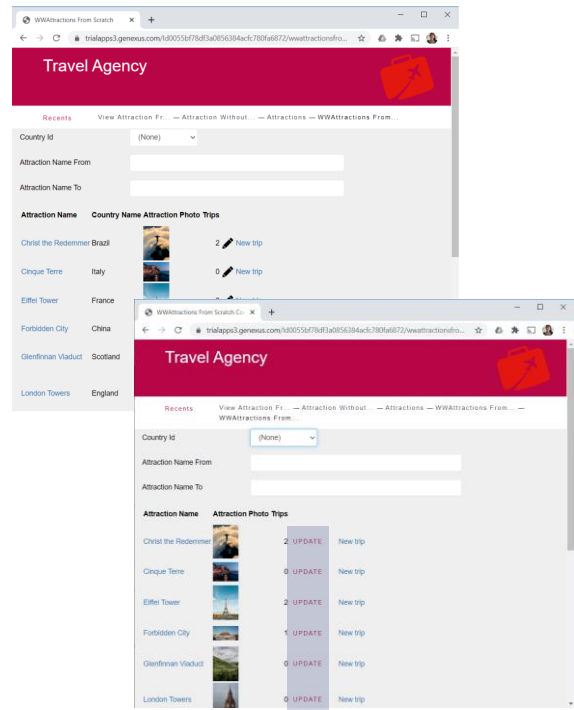 WWAttractions From Scratch
trialapps3.genexus.com/Id0055bf78df3a0856384acfc780fa6872/wwattractionsfro...
Travel Agency
Recents View Attraction Fr... — Attraction Without... — Attractions — WWAttractions From...
Country Id (None)
Attraction Name From
Attraction Name To
Attraction Name Country Name Attraction Photo Trips
Christ the Redemmer Brazil 2 New trip
Cinque Terre Italy 0 New trip
Eiffel Tower France
Forbidden City China
Glenfinnan Viaduct Scotland
London Towers England
WWAttractions From Scratch Co
trialapps3.genexus.com/Id0055bf78df3a0856384acfc780fa6872/wwattractionsfro...
Travel Agency
Recents View Attraction Fr... — Attraction Without... — Attractions — WWAttractions From... —
WWAttractions From...
Country Id (None)
Attraction Name From
Attraction Name To
Attraction Name Attraction Photo Trips
Christ the Redemmer 2 UPDATE New trip
Cinque Terre 0 UPDATE New trip
Eiffel Tower 2 UPDATE New trip
Forbidden City 1 UPDATE New trip
Glenfinnan Viaduct 0 UPDATE New trip
London Towers 0 UPDATE New trip